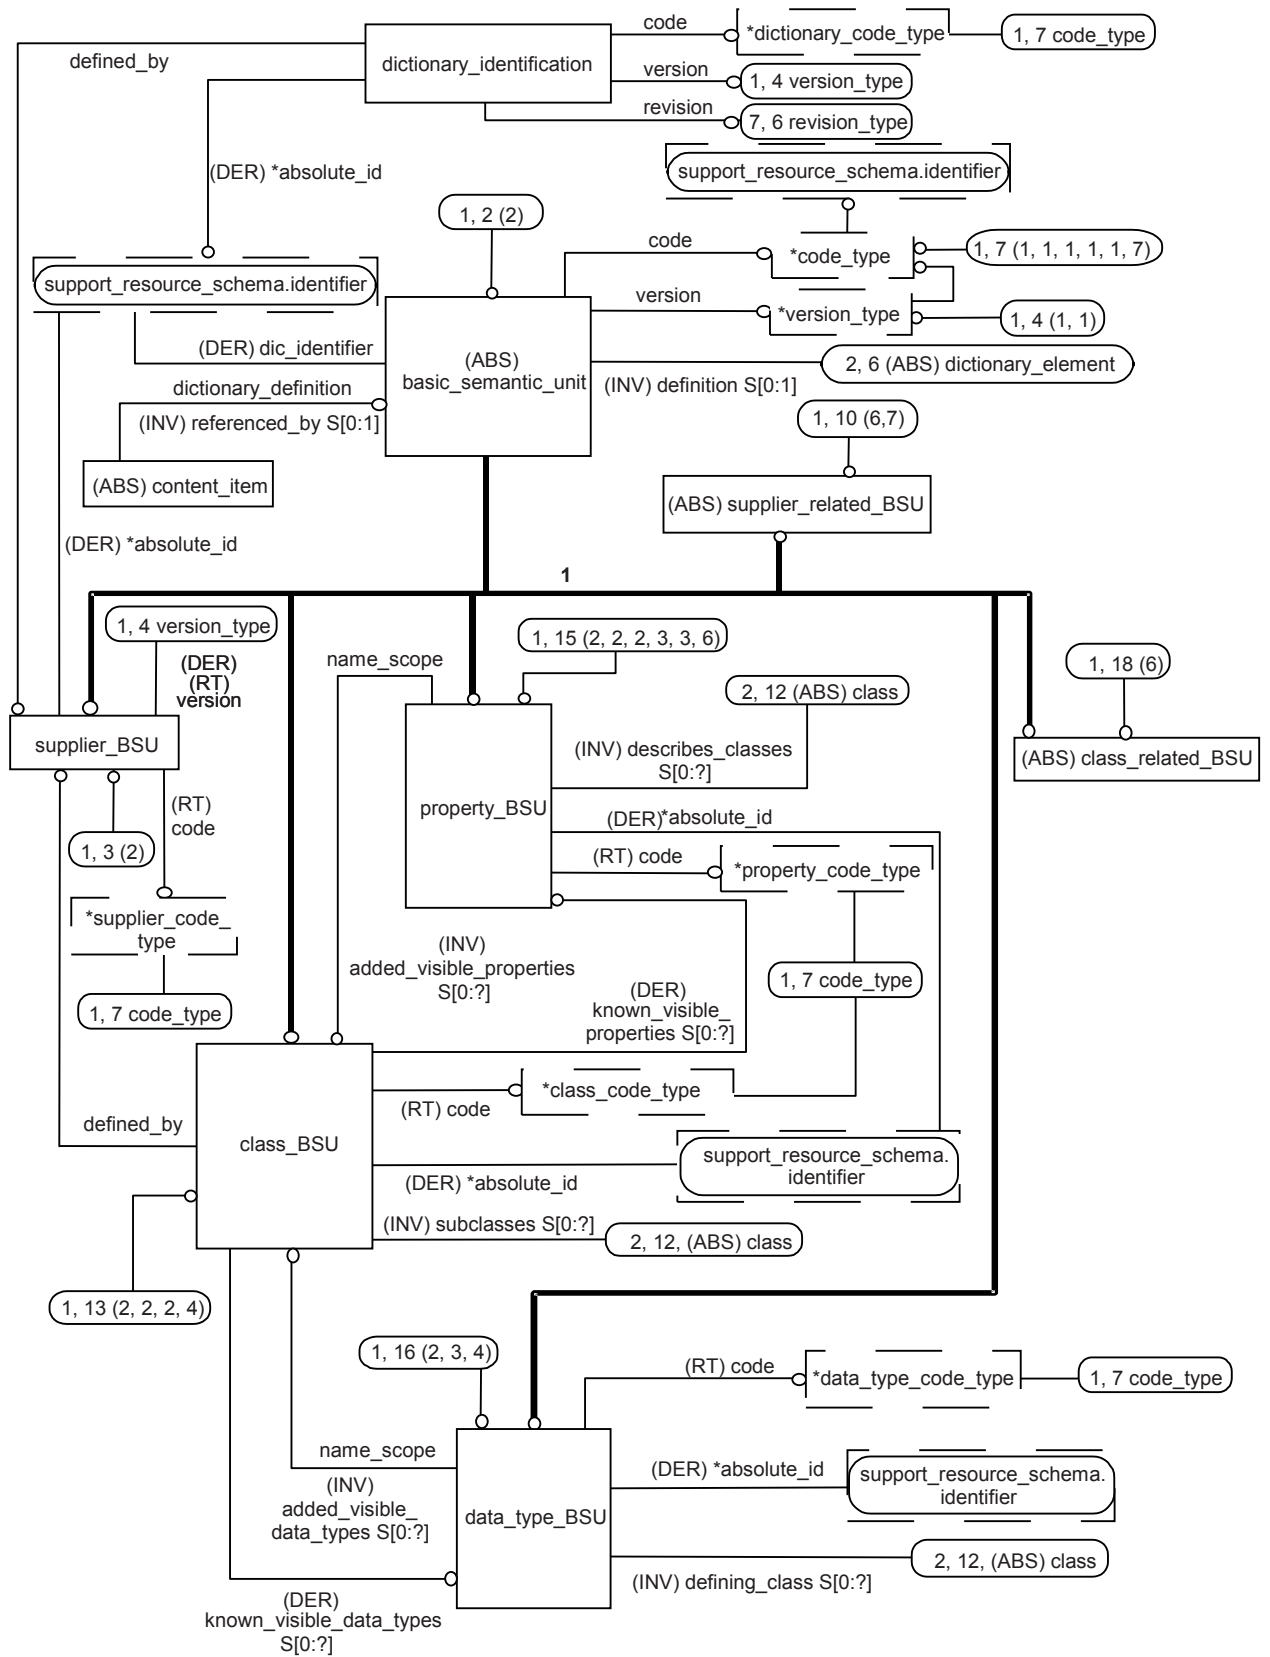 code
*dictionary_code_type
1, 7 code_type
defined_by
dictionary_identification
version
1, 4 version_type
revision
7, 6 revision_type
(DER) *absolute_id
support_resource_schema.identifier
1, 2 (2)
code
*code_type
1, 7 (1, 1, 1, 1, 1, 7)
support_resource_schema.identifier
version
*version_type
1, 4 (1, 1)
(DER) dic_identifier
(ABS)
basic_semantic_unit
2, 6 (ABS) dictionary_element
(INV) definition S[0:1]
dictionary_definition
(INV) referenced_by S[0:1]
1, 10 (6,7)
(ABS) content_item
(ABS) supplier_related_BSU
(DER) *absolute_id
1
1, 4 version_type
1, 15 (2, 2, 2, 3, 3, 6)
name_scope
(DER)
(RT)
version
2, 12 (ABS) class
1, 18 (6)
supplier_BSU
(INV) describes_classes
S[0:?]
(ABS) class_related_BSU
property_BSU
(RT)
code
(DER)*absolute_id
1, 3 (2)
(RT) code
*property_code_type
*supplier_code_
type
(INV)
added_visible_properties
S[0:?]
1, 7 code_type
(DER)
known_visible_
properties S[0:?]
1, 7 code_type
*class_code_type
(RT) code
defined_by
class_BSU
support_resource_schema.
identifier
(DER) *absolute_id
(INV) subclasses S[0:?]
2, 12, (ABS) class
1, 13 (2, 2, 2, 4)
1, 16 (2, 3, 4)
(RT) code
*data_type_code_type
1, 7 code_type
name_scope
(INV)
added_visible_
data_types S[0:?]
data_type_BSU
(DER) *absolute_id
support_resource_schema.
identifier
2, 12, (ABS) class
(INV) defining_class S[0:?]
(DER)
known_visible_data_types
S[0:?]